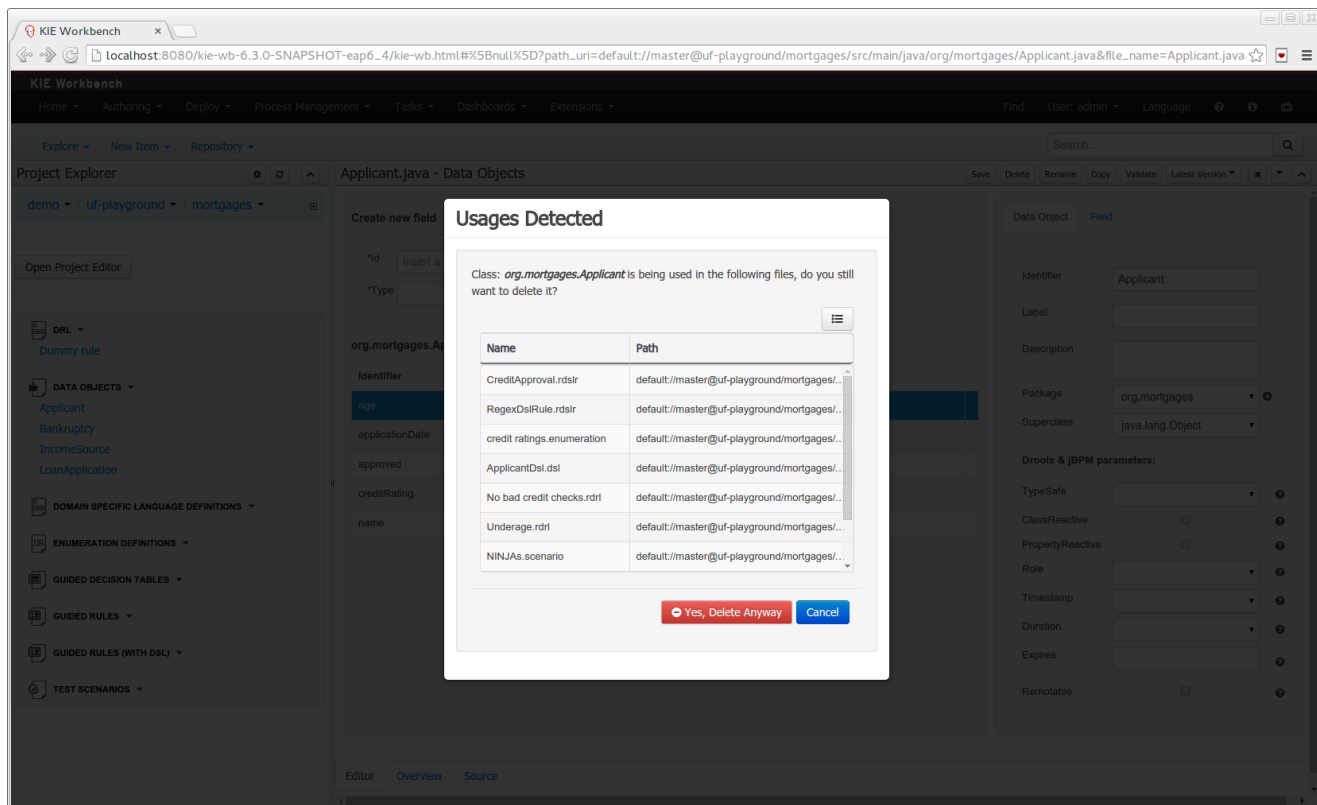 KIE Workbench
localhost:8080/kie-wb-6.3.0-SNAPSHOT-eap6_4/kie-wb.html#%5Bnull%5D?path_uri=default://master@uf-playground/mortgages/src/main/java/org/mortgages/Applicant.java&file_name=Applicant.java
KIE Workbench
Home Authoring Deploy Process Management Tasks Dashboards Extensions Find User: admin Language
Explore New Item Repository Search...
Project Explorer
Applicant.java - Data Objects
Save Delete Rename Copy Validate Latest Version
demo uf-playground mortgages
Open Project Editor
DRL
Dummy rule
DATA OBJECTS
Applicant
Bankruptcy
IncomeSource
LoanApplication
DOMAIN SPECIFIC LANGUAGE DEFINITIONS
ENUMERATION DEFINITIONS
GUIDED DECISION TABLES
GUIDED RULES
GUIDED RULES (WITH DSL)
TEST SCENARIOS
Create new field
*Id Insert a
*Type
org.mortgages.Ap
Identifier
age
applicationDate
approved
creditRating
name
Usages Detected
Class: org.mortgages.Applicant is being used in the following files, do you still
want to delete it?
Name Path
CreditApproval.rdslr default://master@uf-playground/mortgages/...
RegexDslRule.rdslr default://master@uf-playground/mortgages/...
credit ratings.enumeration default://master@uf-playground/mortgages/...
ApplicantDsl.dsl default://master@uf-playground/mortgages/...
No bad credit checks.rdrl default://master@uf-playground/mortgages/...
Underage.rdrl default://master@uf-playground/mortgages/...
NINJAs.scenario default://master@uf-playground/mortgages/...
Yes, Delete Anyway Cancel
Data Object Field
Identifier Applicant
Label
Description
Package org.mortgages
Superclass java.lang.Object
Drools & jBPM parameters:
TypeSafe
ClassReactive
PropertyReactive
Role
Timestamp
Duration
Expires
Remotable
Editor Overview Source